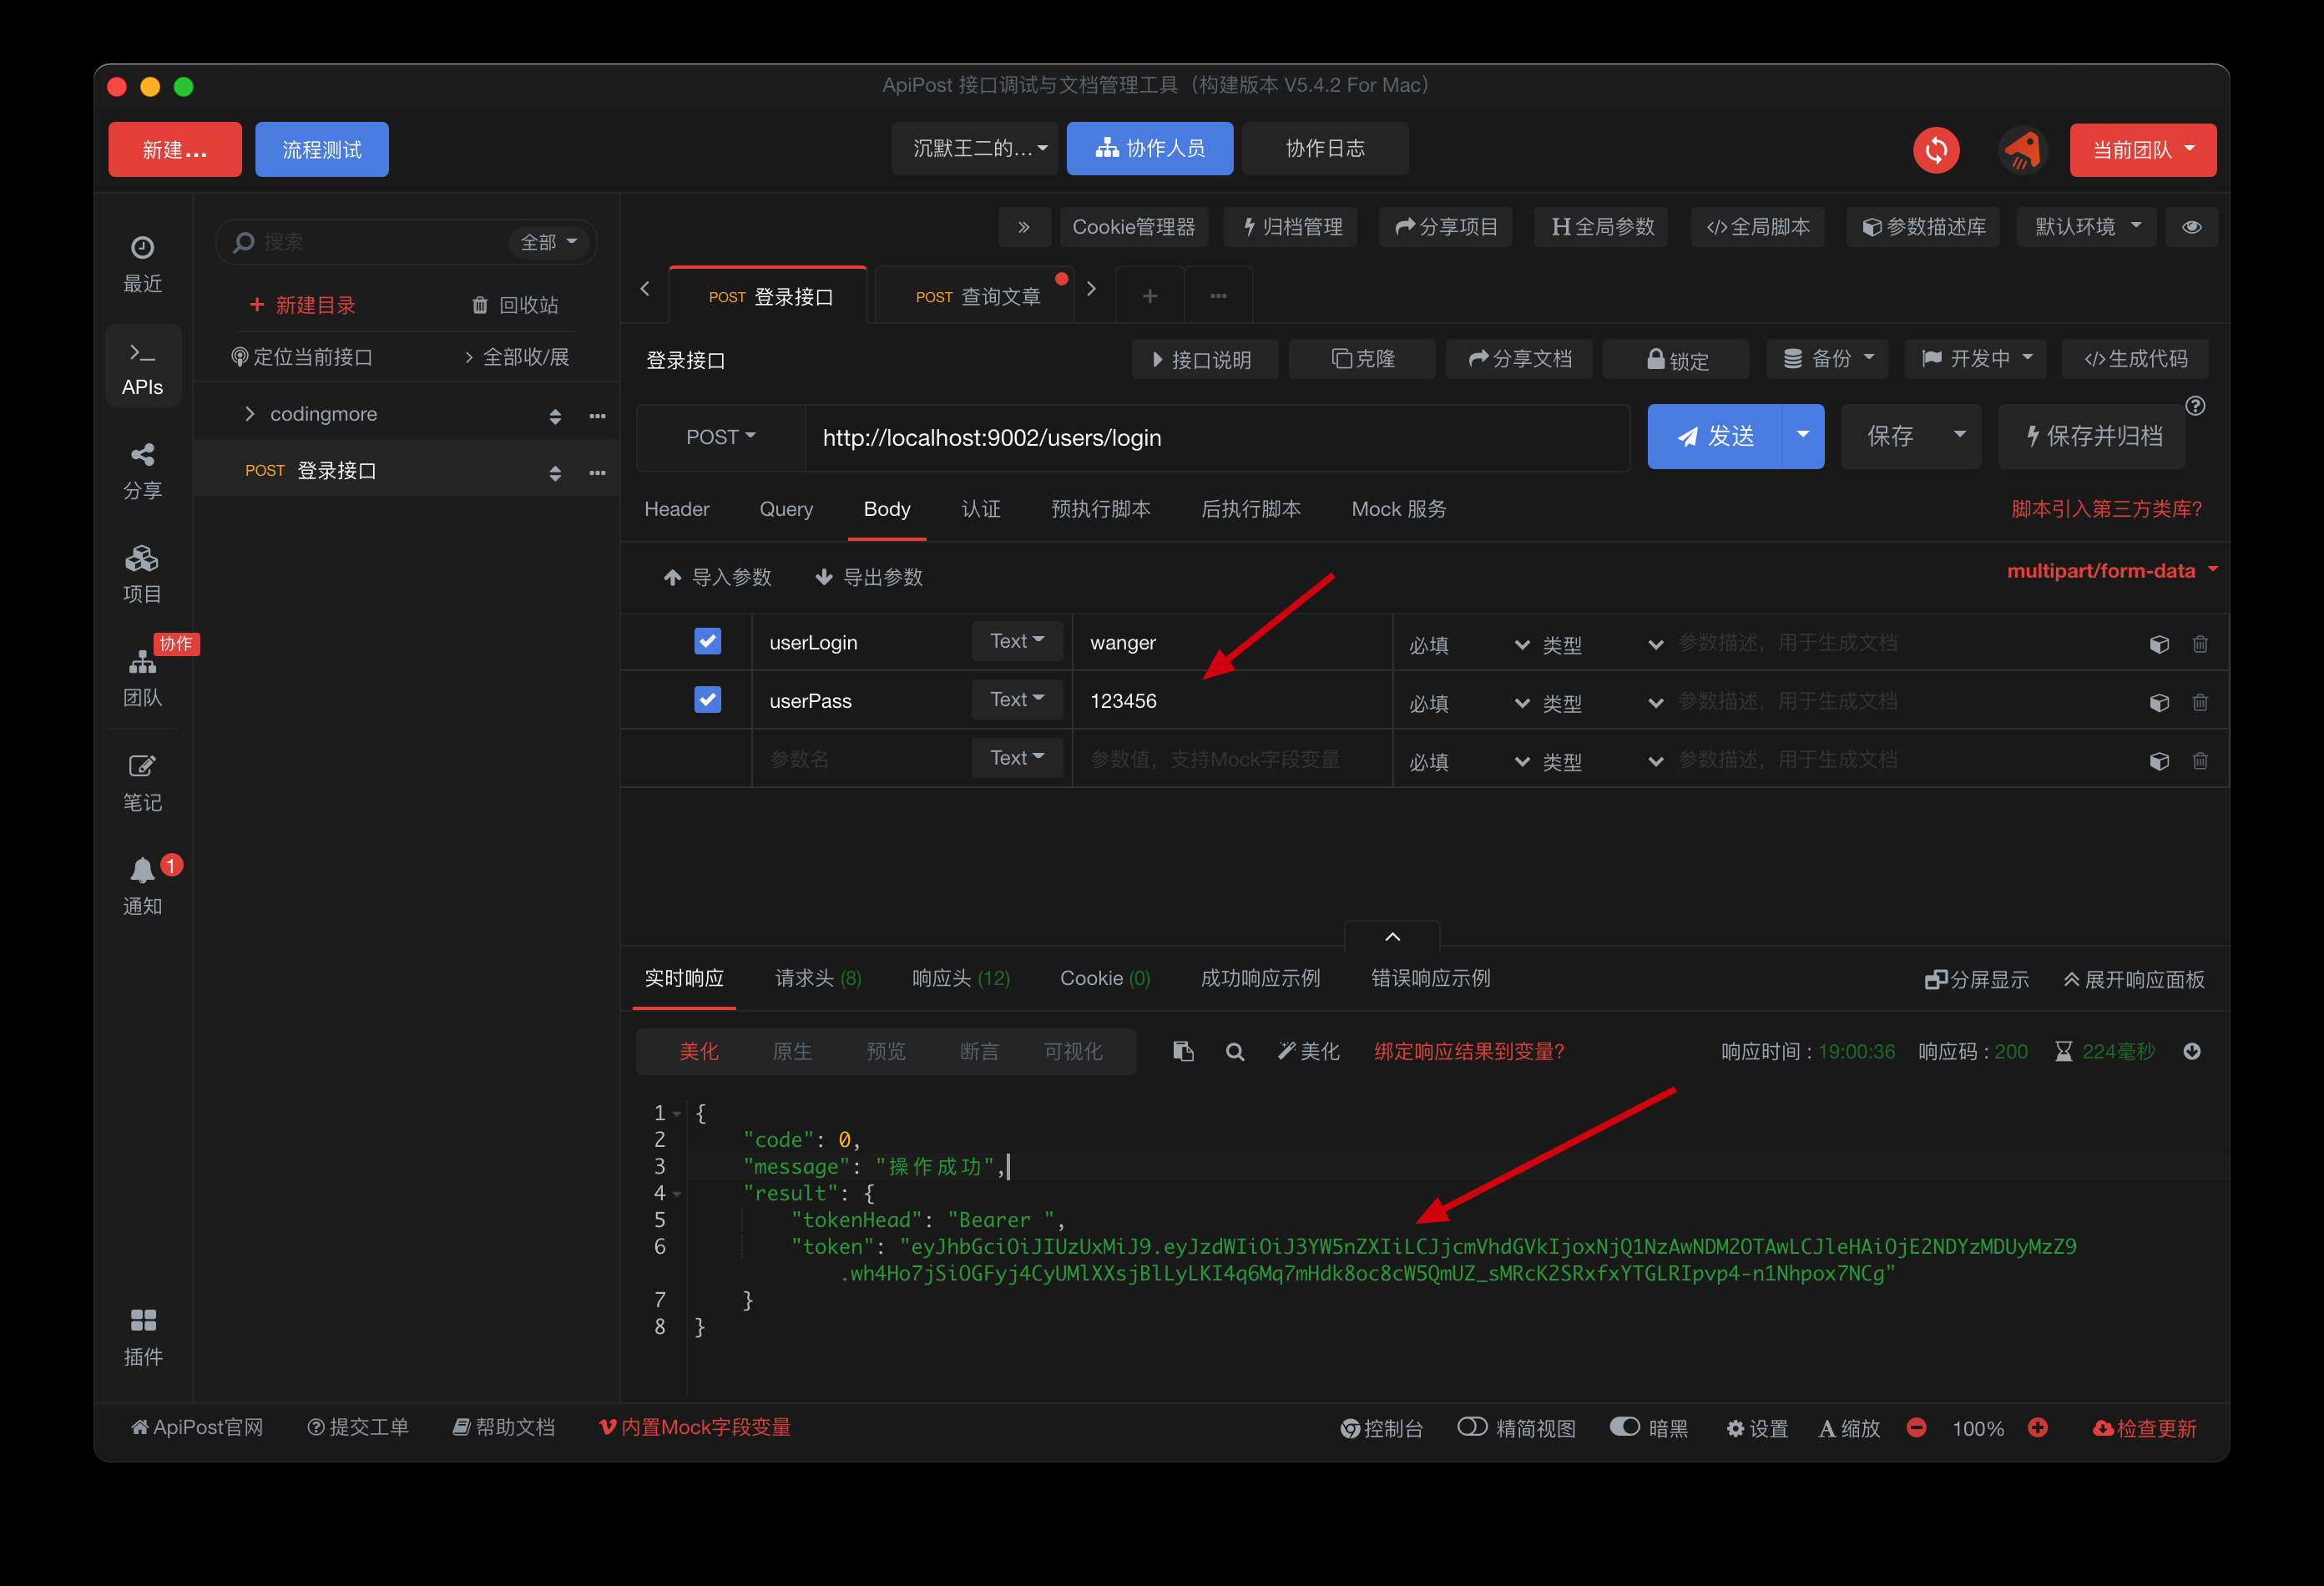 ApiPost 接口调试与文档管理工具（构建版本 V5.4.2 For Mac）
新建...
流程测试
沉默王二的...
协作人员
协作日志
当前团队
最近
APIs
分享
项目
协作
团队
笔记
1
通知
插件
搜索
全部
+ 新建目录
回收站
定位当前接口
全部收/展
codingmore
POST 登录接口
Cookie管理器
归档管理
分享项目
H全局参数
</>全局脚本
参数描述库
默认环境
POST 登录接口
POST 查询文章
登录接口
接口说明
克隆
分享文档
锁定
备份
开发中
</>生成代码
POST
http://localhost:9002/users/login
发送
保存
保存并归档
Header
Query
Body
认证
预执行脚本
后执行脚本
Mock 服务
脚本引入第三方类库?
导入参数
导出参数
multipart/form-data
userLogin Text wanger 必填 类型 参数描述，用于生成文档
userPass Text 123456 必填 类型 参数描述，用于生成文档
参数名 Text 参数值，支持Mock字段变量 必填 类型 参数描述，用于生成文档
实时响应
请求头 (8)
响应头 (12)
Cookie (0)
成功响应示例
错误响应示例
分屏显示
展开响应面板
美化
原生
预览
断言
可视化
美化
绑定响应结果到变量?
响应时间：19:00:36
响应码：200
224毫秒
1 {
2 "code": 0,
3 "message": "操作成功",
4 "result": {
5 "tokenHead": "Bearer ",
6 "token": "eyJhbGciOiJIUzUxMiJ9.eyJzdWIiOiJ3YW5nZXIiLCJjcmVhdGVkIjoxNjQ1NzAwNDM2OTAwLCJleHAiOjE2NDYzMDUyMzZ9
.wh4Ho7jSiOGFyj4CyUMlXXsjBlLyLKI4q6Mq7mHdk8oc8cW5QmUZ_sMRcK2SRxfxYTGLRIpvp4-n1Nhpox7NCg"
7 }
8 }
ApiPost官网
提交工单
帮助文档
内置Mock字段变量
控制台
精简视图
暗黑
设置
A 缩放
100%
检查更新